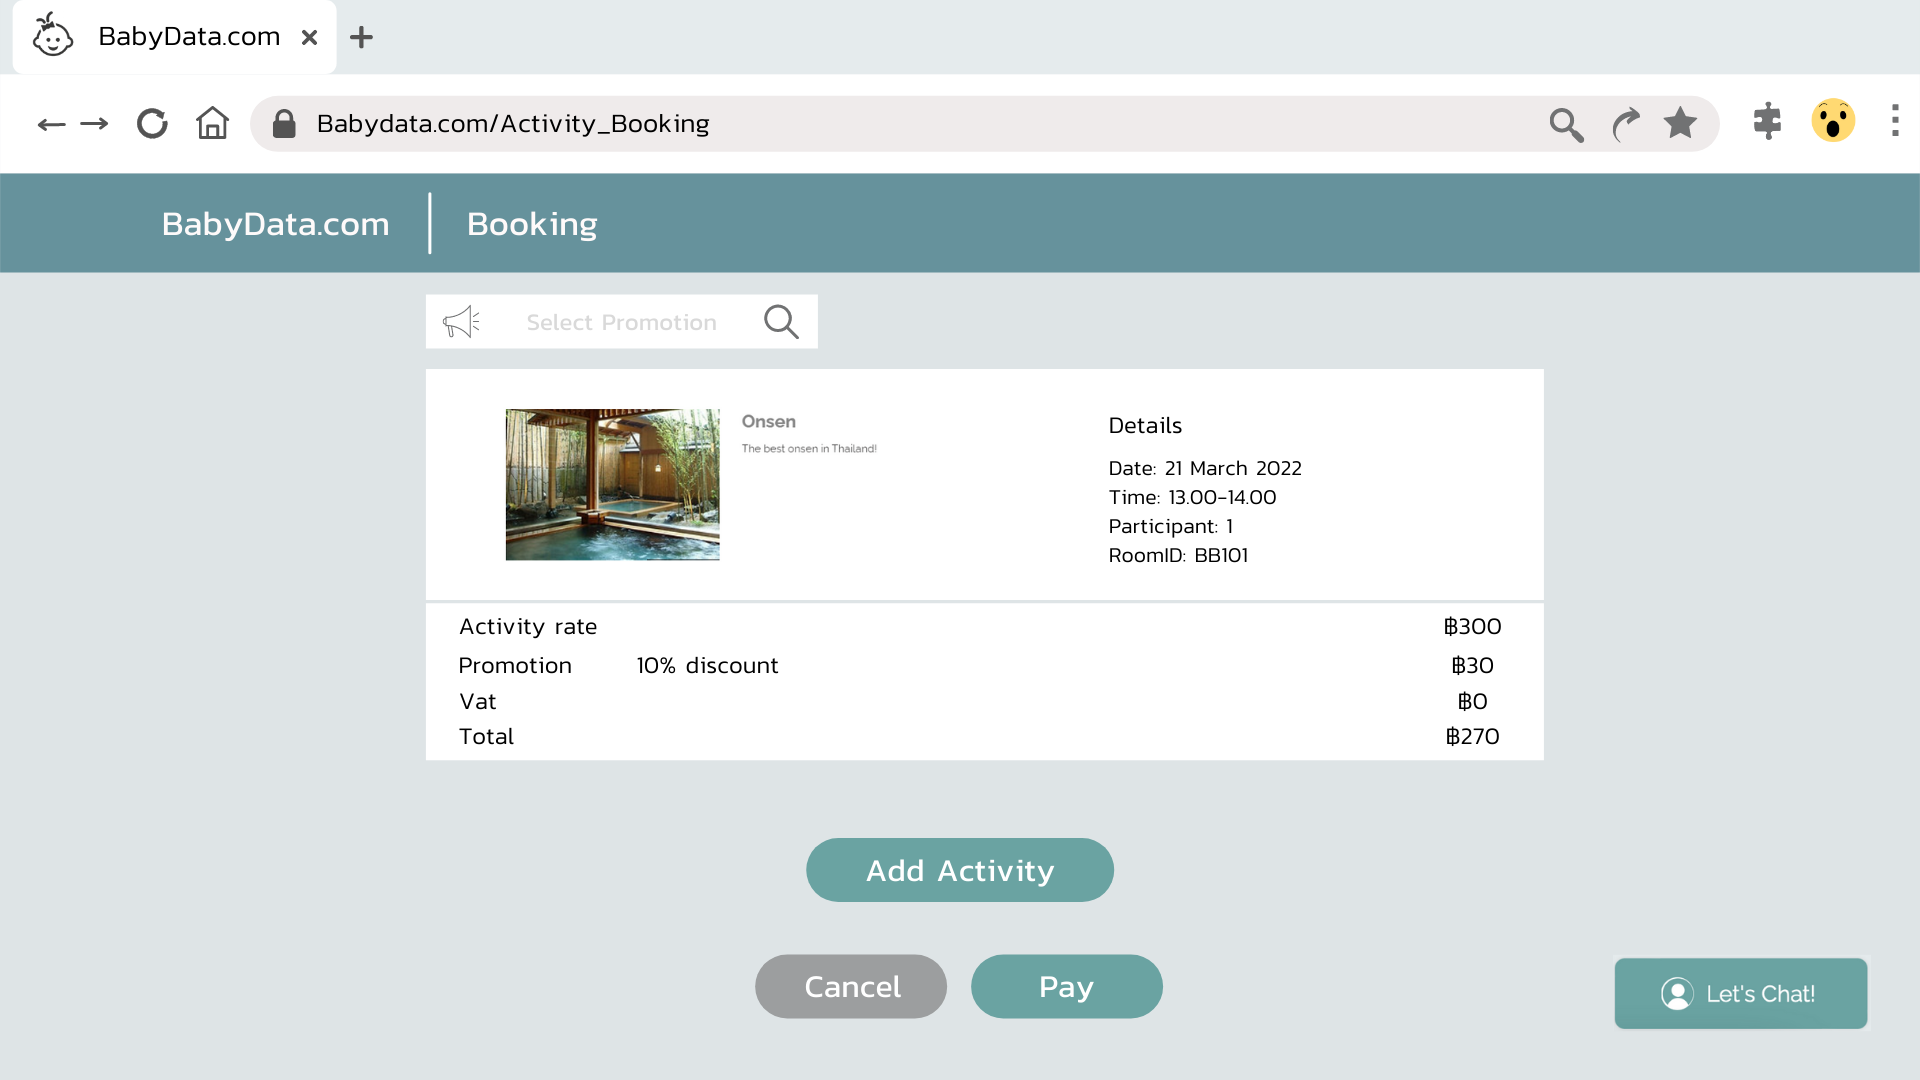 BabyData.com
Babydata.com/Activity_Booking
BabyData.com Booking
Select Promotion
Onsen
The best onsen in Thailand!
Details
Date: 21 March 2022
Time: 13.00-14.00
Participant: 1
RoomID: BB101
Activity rate ฿300
Promotion 10% discount ฿30
Vat ฿0
Total ฿270
Add Activity
Cancel Pay
Let's Chat!